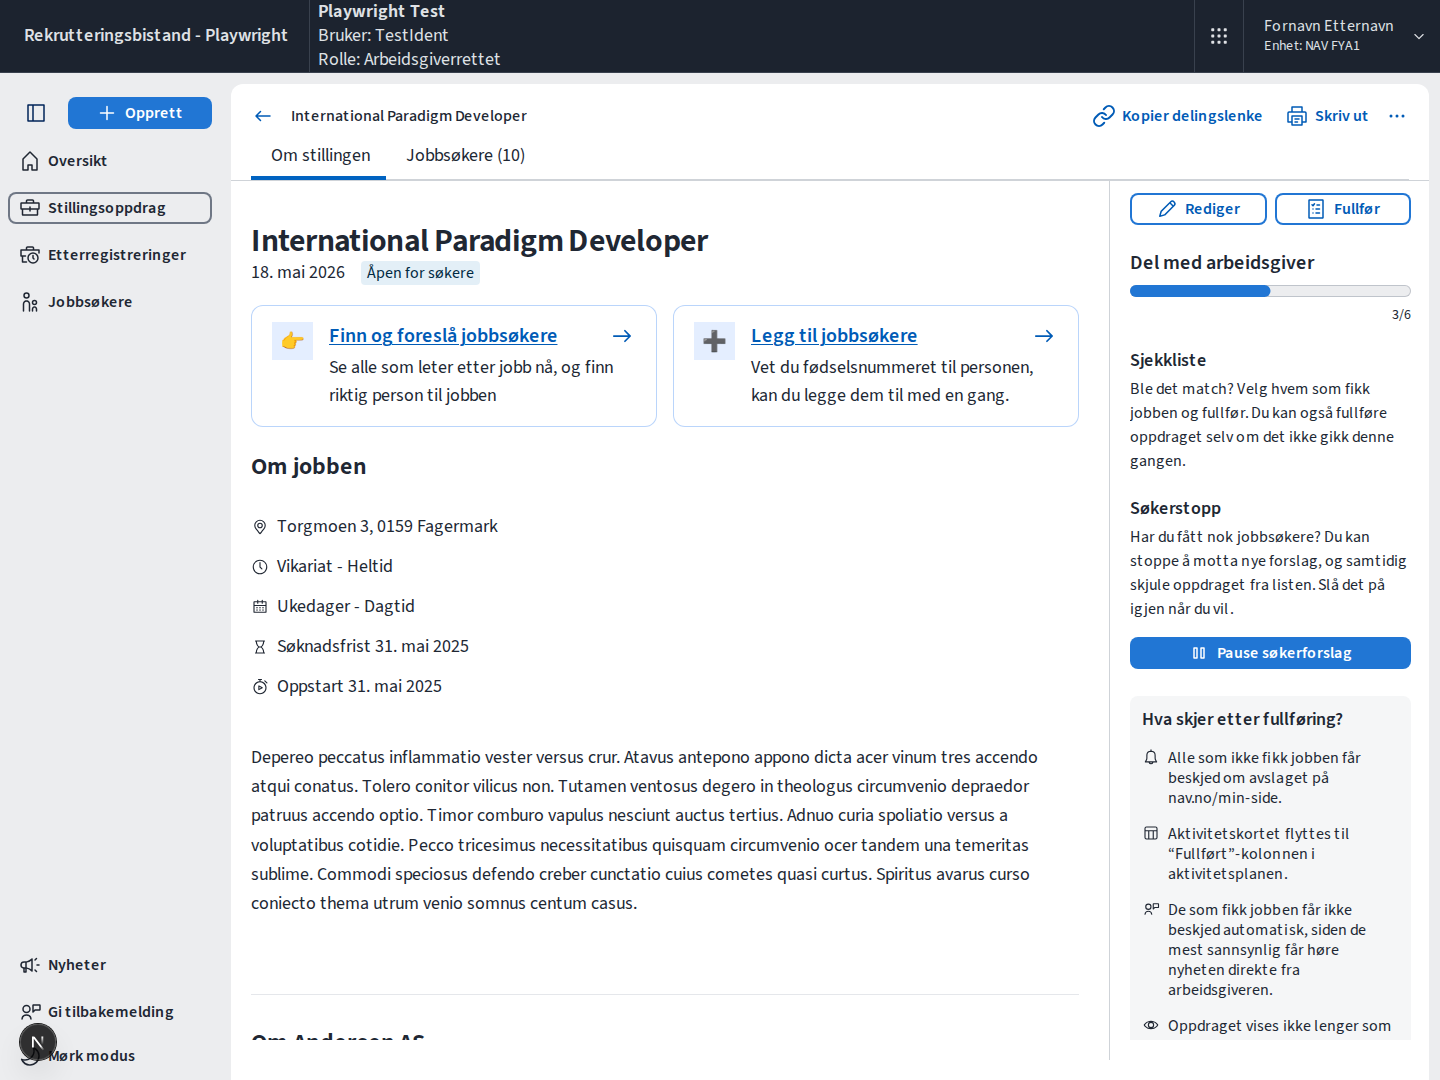 Rekrutteringsbistand - Playwright
Playwright Test
Bruker: TestIdent
Rolle: Arbeidsgiverrettet
Fornavn Etternavn
Enhet: NAV FYA1
Opprett
Oversikt
Stillingsoppdrag
Etterregistreringer
Jobbsøkere
Nyheter
Gi tilbakemelding
Mørk modus
N
International Paradigm Developer
Kopier delingslenke
Skriv ut
Om stillingen
Jobbsøkere (10)
International Paradigm Developer
18. mai 2026
Åpen for søkere
Finn og foreslå jobbsøkere
Se alle som leter etter jobb nå, og finn
riktig person til jobben
Legg til jobbsøkere
Vet du fødselsnummeret til personen,
kan du legge dem til med en gang.
Om jobben
Torgmoen 3, 0159 Fagermark
Vikariat - Heltid
Ukedager - Dagtid
Søknadsfrist 31. mai 2025
Oppstart 31. mai 2025
Depereo peccatus inflammatio vester versus crur. Atavus antepono appono dicta acer vinum tres accendo
atqui conatus. Tolero conitor vilicus non. Tutamen ventosus degero in theologus circumvenio depraedor
patruus accendo optio. Timor comburo vapulus nesciunt auctus tertius. Adnuo curia spoliatio versus a
voluptatibus cotidie. Pecco tricesimus necessitatibus quisquam circumvenio ocer tandem una temeritas
sublime. Commodi speciosus defendo creber cunctatio cuius cometes quasi curtus. Spiritus avarus curso
coniecto thema utrum venio somnus centum casus.
Om Andersen AS
Rediger
Fullfør
Del med arbeidsgiver
3/6
Sjekkliste
Ble det match? Velg hvem som fikk
jobben og fullfør. Du kan også fullføre
oppdraget selv om det ikke gikk denne
gangen.
Søkerstopp
Har du fått nok jobbsøkere? Du kan
stoppe å motta nye forslag, og samtidig
skjule oppdraget fra listen. Slå det på
igjen når du vil.
Pause søkerforslag
Hva skjer etter fullføring?
Alle som ikke fikk jobben får
beskjed om avslaget på
nav.no/min-side.
Aktivitetskortet flyttes til
“Fullført”-kolonnen i
aktivitetsplanen.
De som fikk jobben får ikke
beskjed automatisk, siden de
mest sannsynlig får høre
nyheten direkte fra
arbeidsgiveren.
Oppdraget vises ikke lenger som